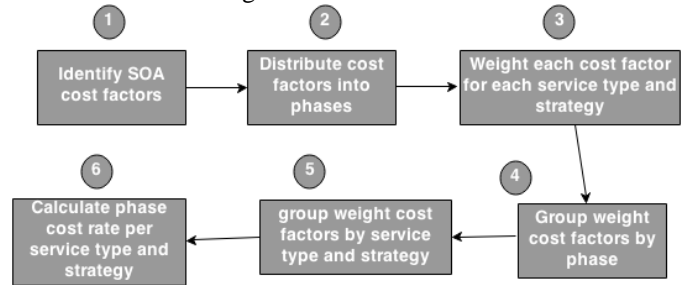 1
Identify SOA
cost factors
2
Distribute cost
factors into
phases
3
Weight each cost factor
for each service type and
strategy
4
Group weight
cost factors by
phase
5
group weight cost
factors by service
type and strategy
6
Calculate phase
cost rate per
service type and
strategy